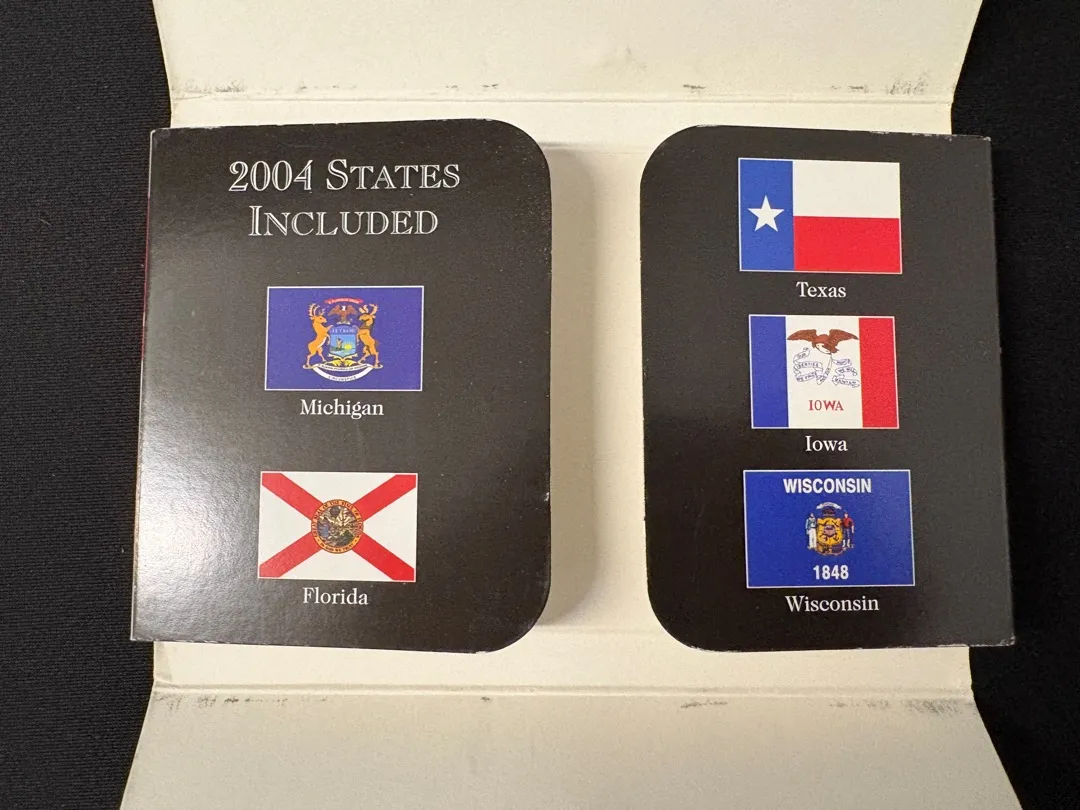 2004 STATES
INCLUDED
Michigan
Florida
Texas
IOWA
Iowa
WISCONSIN
1848
Wisconsin